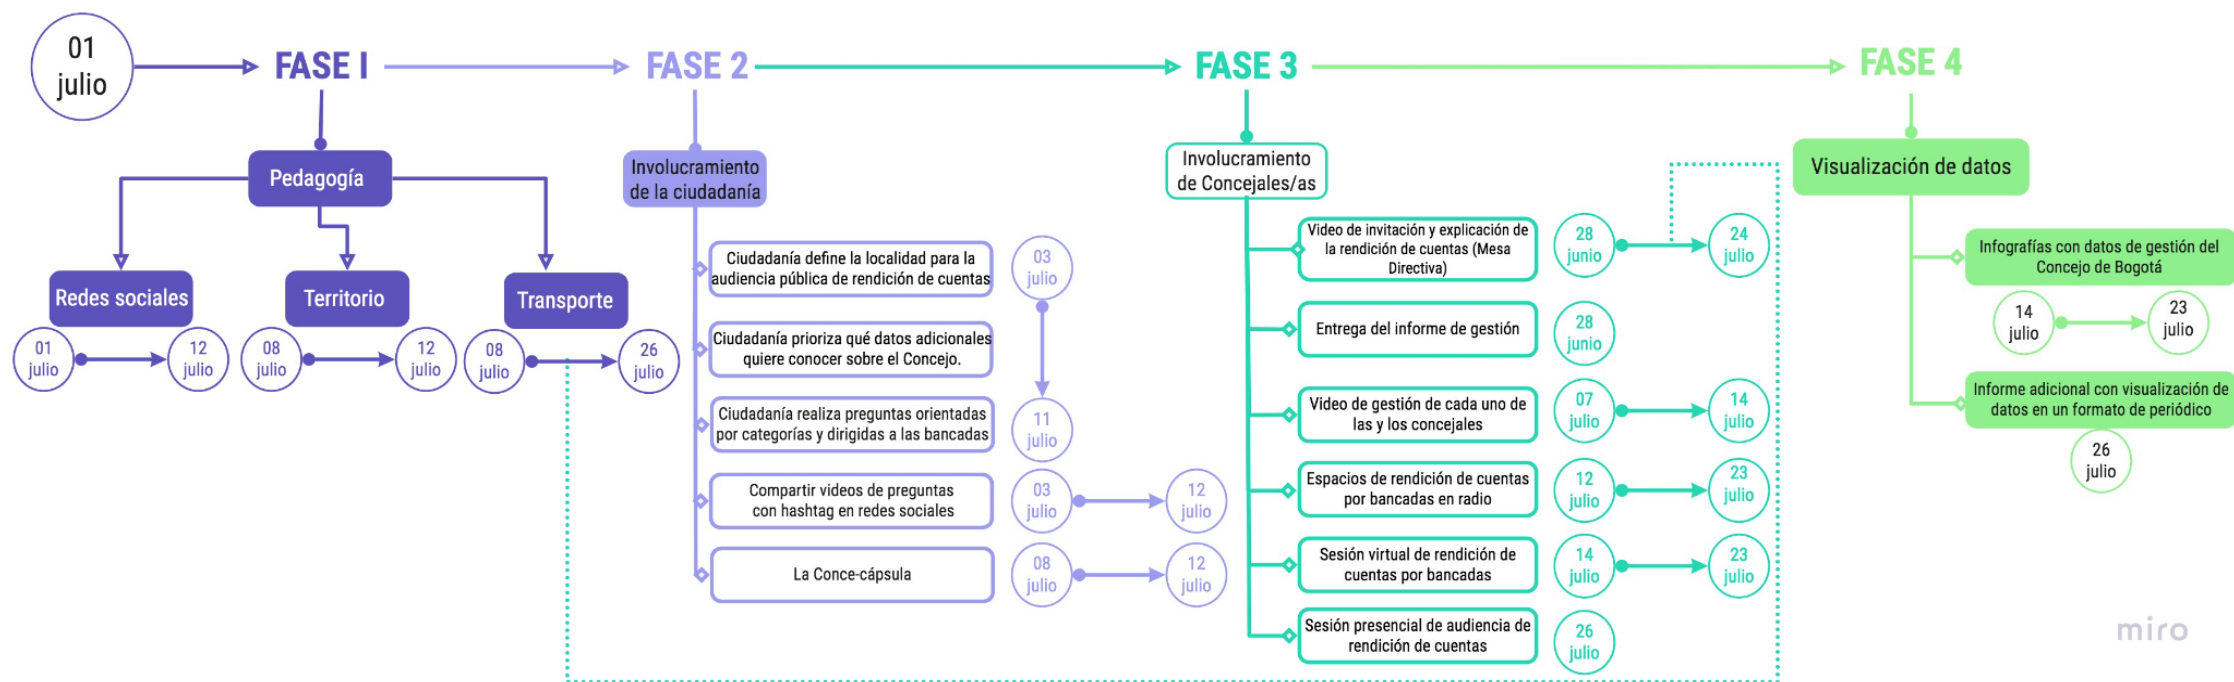 01
julio
FASE I
FASE 2
FASE 3
FASE 4
Pedagogía
Redes sociales
01
julio
12
julio
Territorio
08
julio
12
julio
Transporte
08
julio
26
julio
Involucramiento
de la ciudadanía
Ciudadanía define la localidad para la
audiencia pública de rendición de cuentas
03
julio
Ciudadanía prioriza qué datos adicionales
quiere conocer sobre el Concejo.
Ciudadanía realiza preguntas orientadas
por categorías y dirigidas a las bancadas
11
julio
Compartir videos de preguntas
con hashtag en redes sociales
03
julio
12
julio
La Conce-cápsula
08
julio
12
julio
Involucramiento
de Concejales/as
Video de invitación y explicación de
la rendición de cuentas (Mesa
Directiva)
28
junio
24
julio
Entrega del informe de gestión
28
junio
Video de gestión de cada uno de
las y los concejales
07
julio
14
julio
Espacios de rendición de cuentas
por bancadas en radio
12
julio
23
julio
Sesión virtual de rendición de
cuentas por bancadas
14
julio
23
julio
Sesión presencial de audiencia de
rendición de cuentas
26
julio
Visualización de datos
Infografías con datos de gestión del
Concejo de Bogotá
14
julio
23
julio
Informe adicional con visualización de
datos en un formato de periódico
26
julio
miro